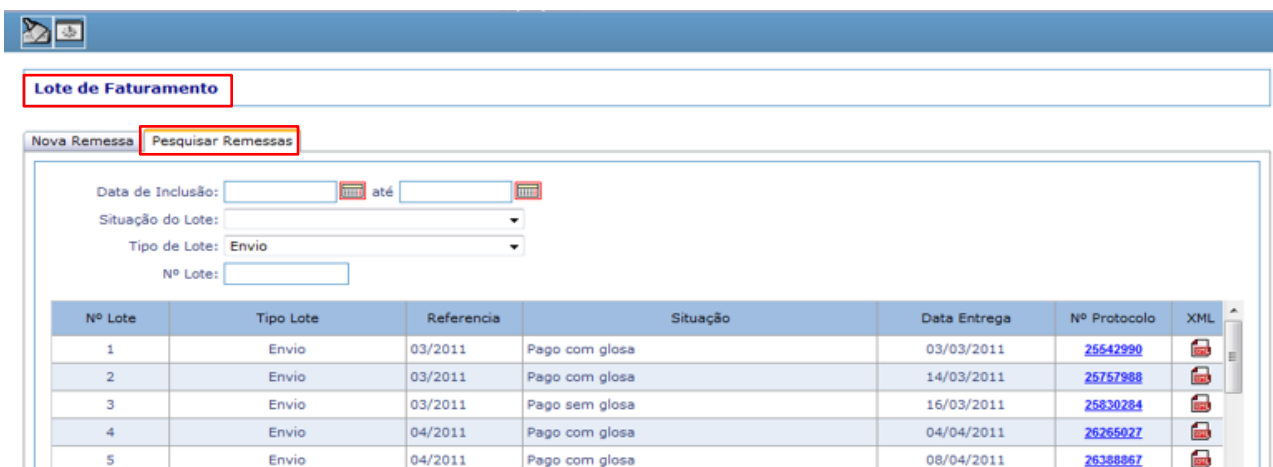 Lote de Faturamento
Nova Remessa Pesquisar Remessas
Data de Inclusão: até
Situação do Lote:
Tipo de Lote: Envio
Nº Lote:
Nº Lote Tipo Lote Referencia Situação Data Entrega Nº Protocolo XML
1 Envio 03/2011 Pago com glosa 03/03/2011 25542990
2 Envio 03/2011 Pago com glosa 14/03/2011 25757988
3 Envio 03/2011 Pago sem glosa 16/03/2011 25830284
4 Envio 04/2011 Pago com glosa 04/04/2011 26265027
5 Envio 04/2011 Pago com glosa 08/04/2011 26388867